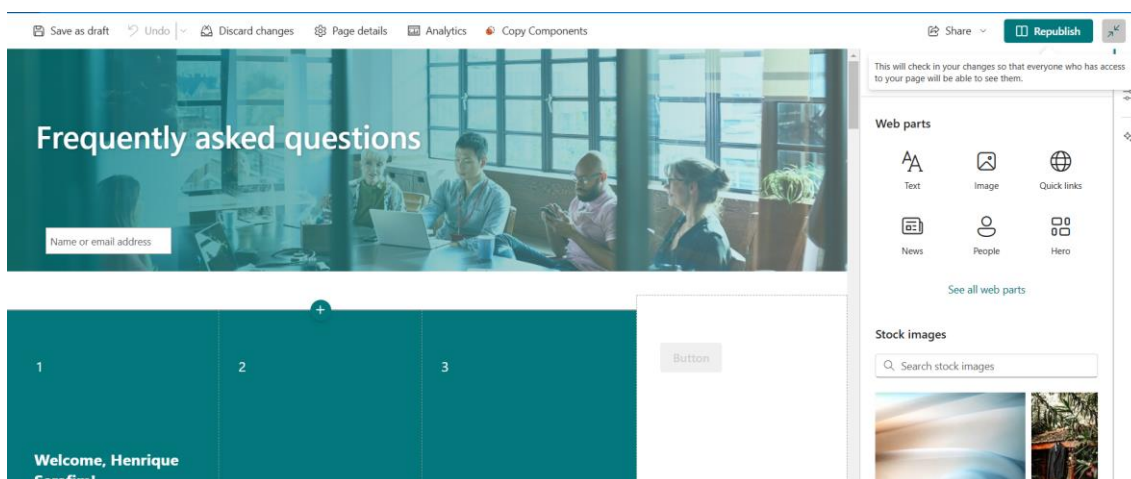 Save as draft
Undo
Discard changes
Page details
Analytics
Copy Components
Share
Republish
This will check in your changes so that everyone who has access
to your page will be able to see them.
Frequently asked questions
Name or email address
Web parts
Text
Image
Quick links
News
People
Hero
See all web parts
Stock images
Search stock images
1
2
3
Button
Welcome, Henrique